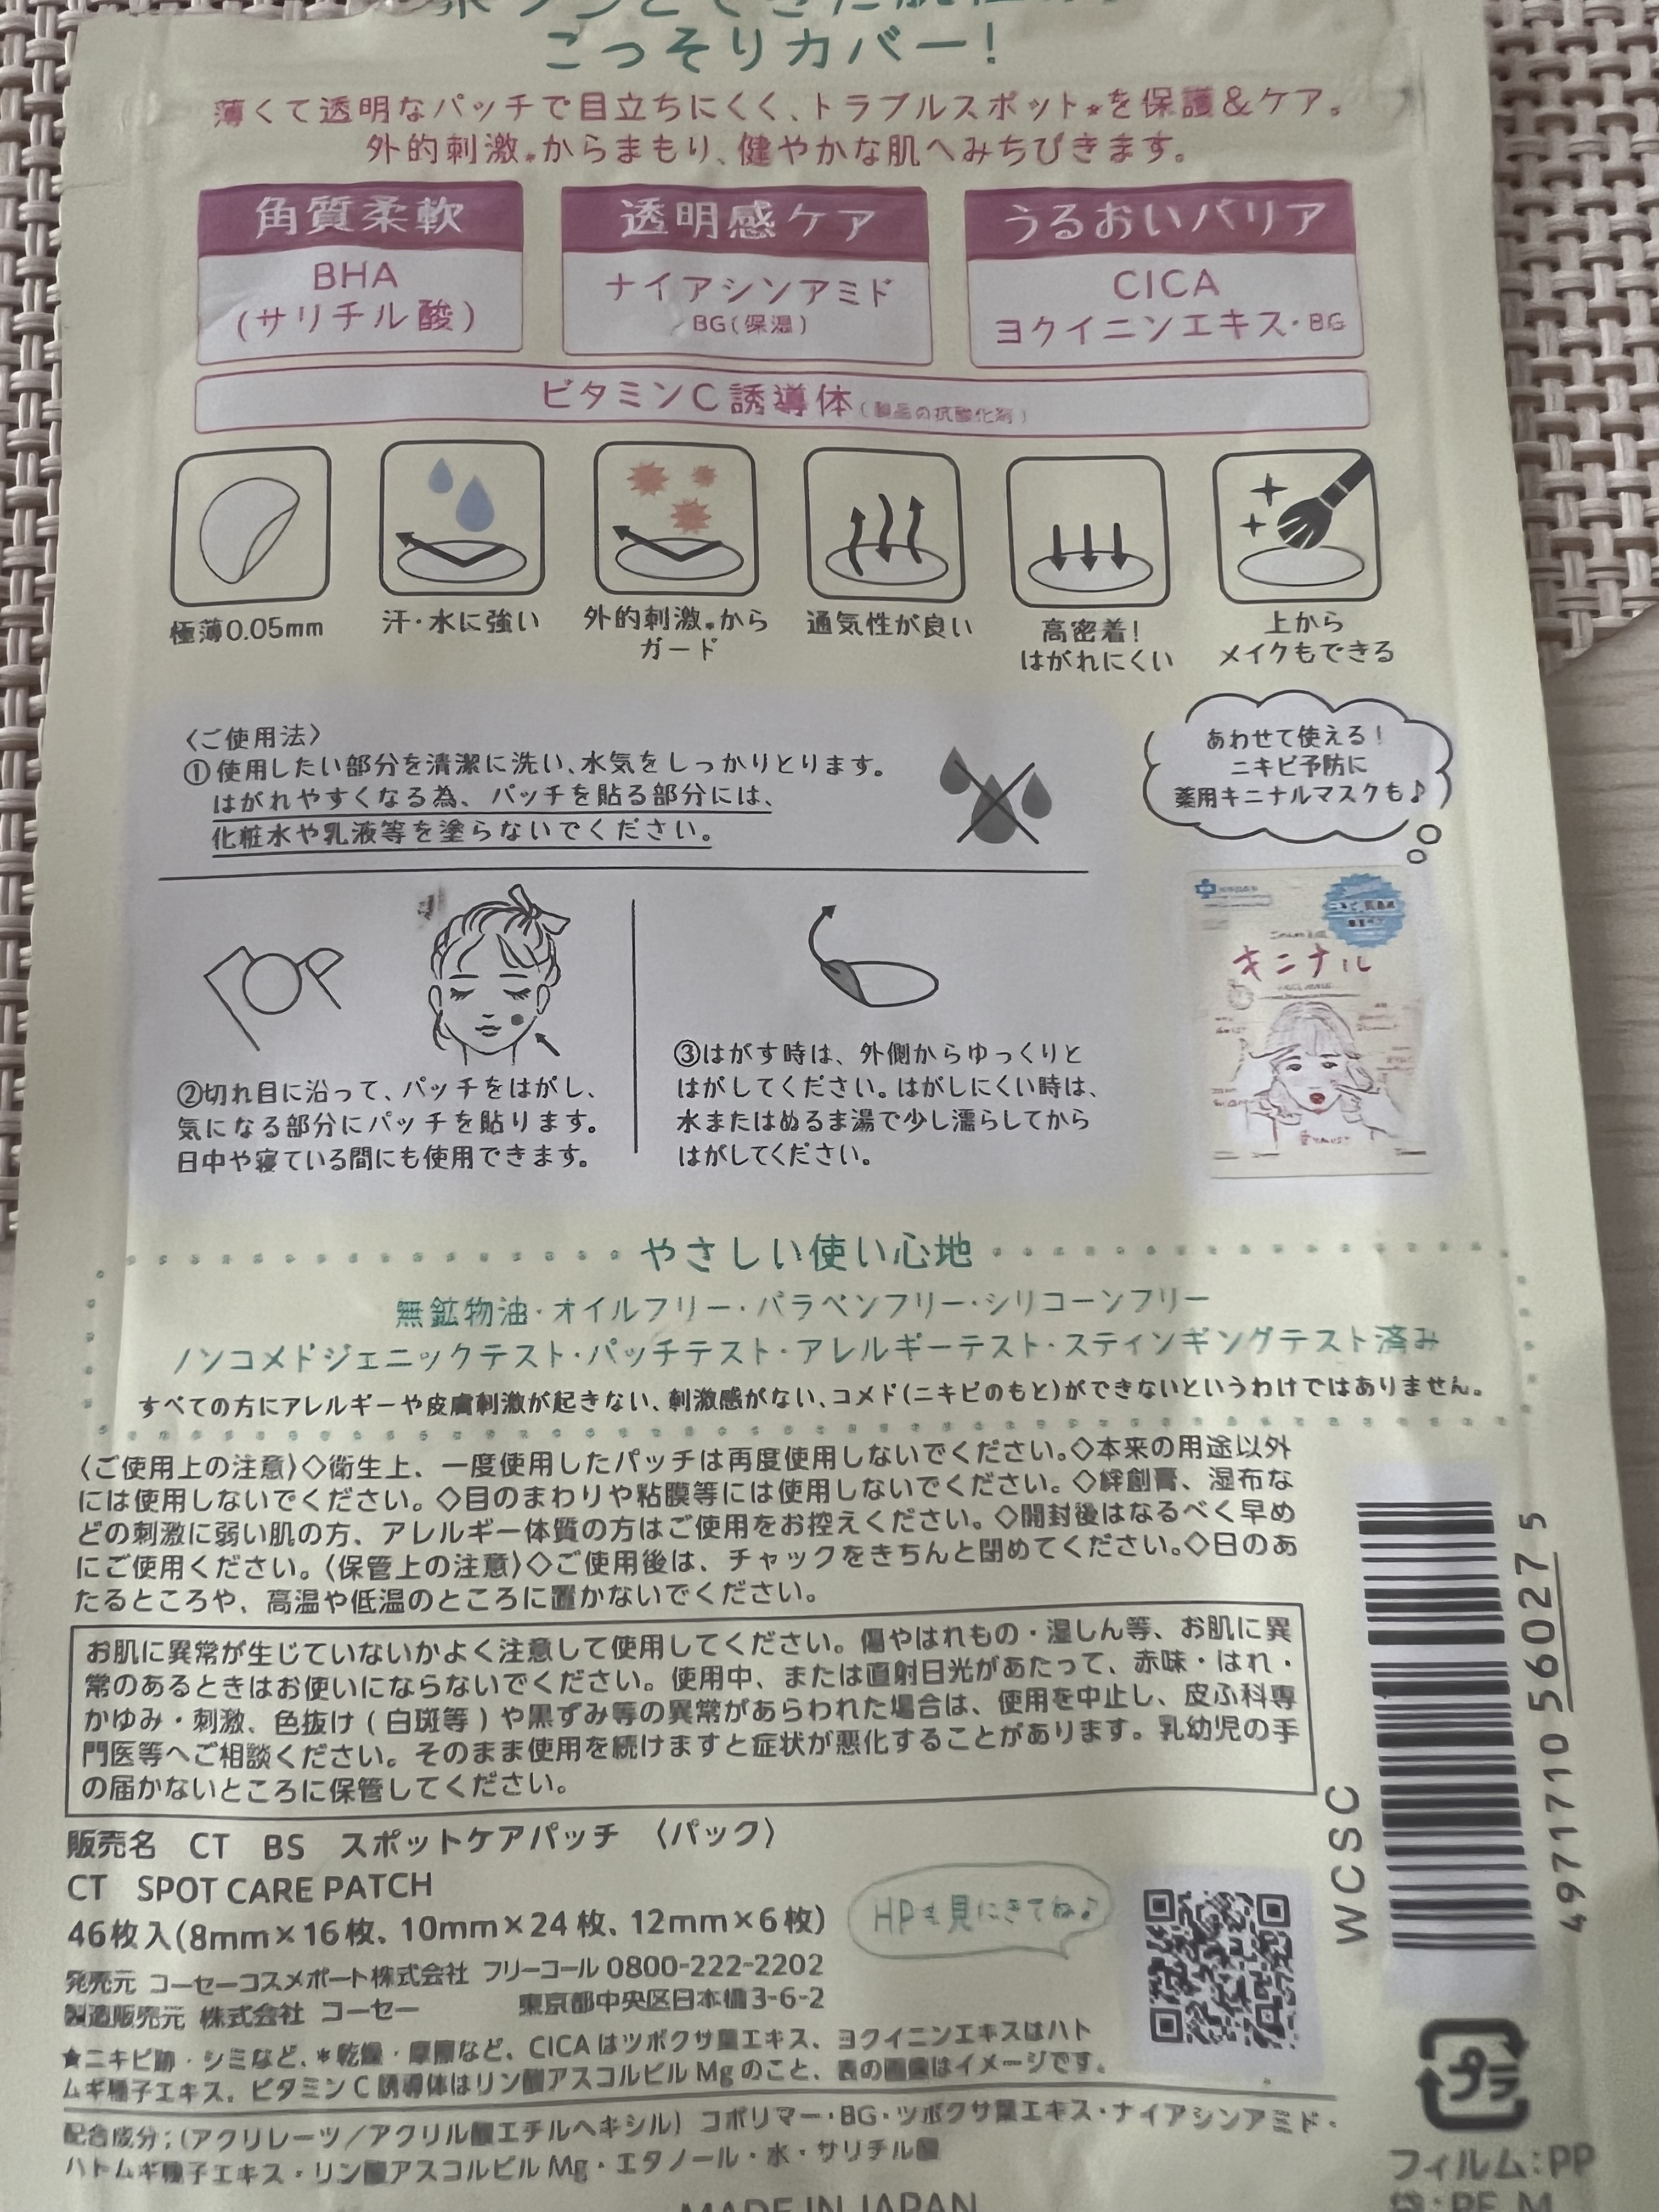 こっそりカバー!
薄くて透明なパッチで目立ちにくく、トラブルスポット★を保護&ケア。
外的刺激*からまもり、健やかな肌へみちびきます。
角質柔軟
BHA
(サリチル酸)
透明感ケア
ナイアシンアミド
BG(保湿)
うるおいバリア
CICA
ヨクイニンエキス・BG
ビタミンC誘導体(製品の抗酸化剤)
極薄0.05mm
汗・水に強い
外的刺激*から
ガード
通気性が良い
高密着!
はがれにくい
上から
メイクもできる
〈ご使用法〉
①使用したい部分を清潔に洗い、水気をしっかりとります。
はがれやすくなる為、パッチを貼る部分には、
化粧水や乳液等を塗らないでください。
あわせて使える!
ニキビ予防に
薬用キニナルマスクも♪
キニナル
②切れ目に沿って、パッチをはがし、
気になる部分にパッチを貼ります。
日中や寝ている間にも使用できます。
③はがす時は、外側からゆっくりと
はがしてください。はがしにくい時は、
水またはぬるま湯で少し濡らしてから
はがしてください。
やさしい使い心地
無鉱物油・オイルフリー・パラベンフリー・シリコーンフリー
ノンコメドジェニックテスト・パッチテスト・アレルギーテスト・スティンギングテスト済み
すべての方にアレルギーや皮膚刺激が起きない、刺激感がない、コメド(ニキビのもと)ができないというわけではありません。
〈ご使用上の注意〉◇衛生上、一度使用したパッチは再度使用しないでください。◇本来の用途以外
には使用しないでください。◇目のまわりや粘膜等には使用しないでください。◇絆創膏、湿布な
どの刺激に弱い肌の方、アレルギー体質の方はご使用をお控えください。◇開封後はなるべく早め
にご使用ください。〈保管上の注意〉◇ご使用後は、チャックをきちんと閉めてください。◇日のあ
たるところや、高温や低温のところに置かないでください。
お肌に異常が生じていないかよく注意して使用してください。傷やはれもの・湿しん等、お肌に異
常のあるときはお使いにならないでください。使用中、または直射日光があたって、赤味・はれ・
かゆみ・刺激、色抜け(白斑等)や黒ずみ等の異常があらわれた場合は、使用を中止し、皮ふ科専
門医等へご相談ください。そのまま使用を続けますと症状が悪化することがあります。乳幼児の手
の届かないところに保管してください。
販売名 CT BS スポットケアパッチ 〈パック〉
CT SPOT CARE PATCH
46枚入(8mm×16枚、10mm×24枚、12mm×6枚)
HPも見にきてね♪
発売元 コーセーコスメポート株式会社 フリーコール 0800-222-2202
製造販売元 株式会社 コーセー 東京都中央区日本橋3-6-2
★ニキビ跡・シミなど、*乾燥・摩擦など、CICAはツボクサ葉エキス、ヨクイニンエキスはハト
ムギ種子エキス、ビタミンC誘導体はリン酸アスコルビルMgのこと、表の画像はイメージです。
配合成分;(アクリレーツ/アクリル酸エチルヘキシル)コポリマー・BG・ツボクサ葉エキス・ナイアシンアミド・
ハトムギ種子エキス・リン酸アスコルビルMg・エタノール・水・サリチル酸
MADE IN JAPAN
WCSC
4971710 560275
プラ
フィルム:PP
袋:PE,M